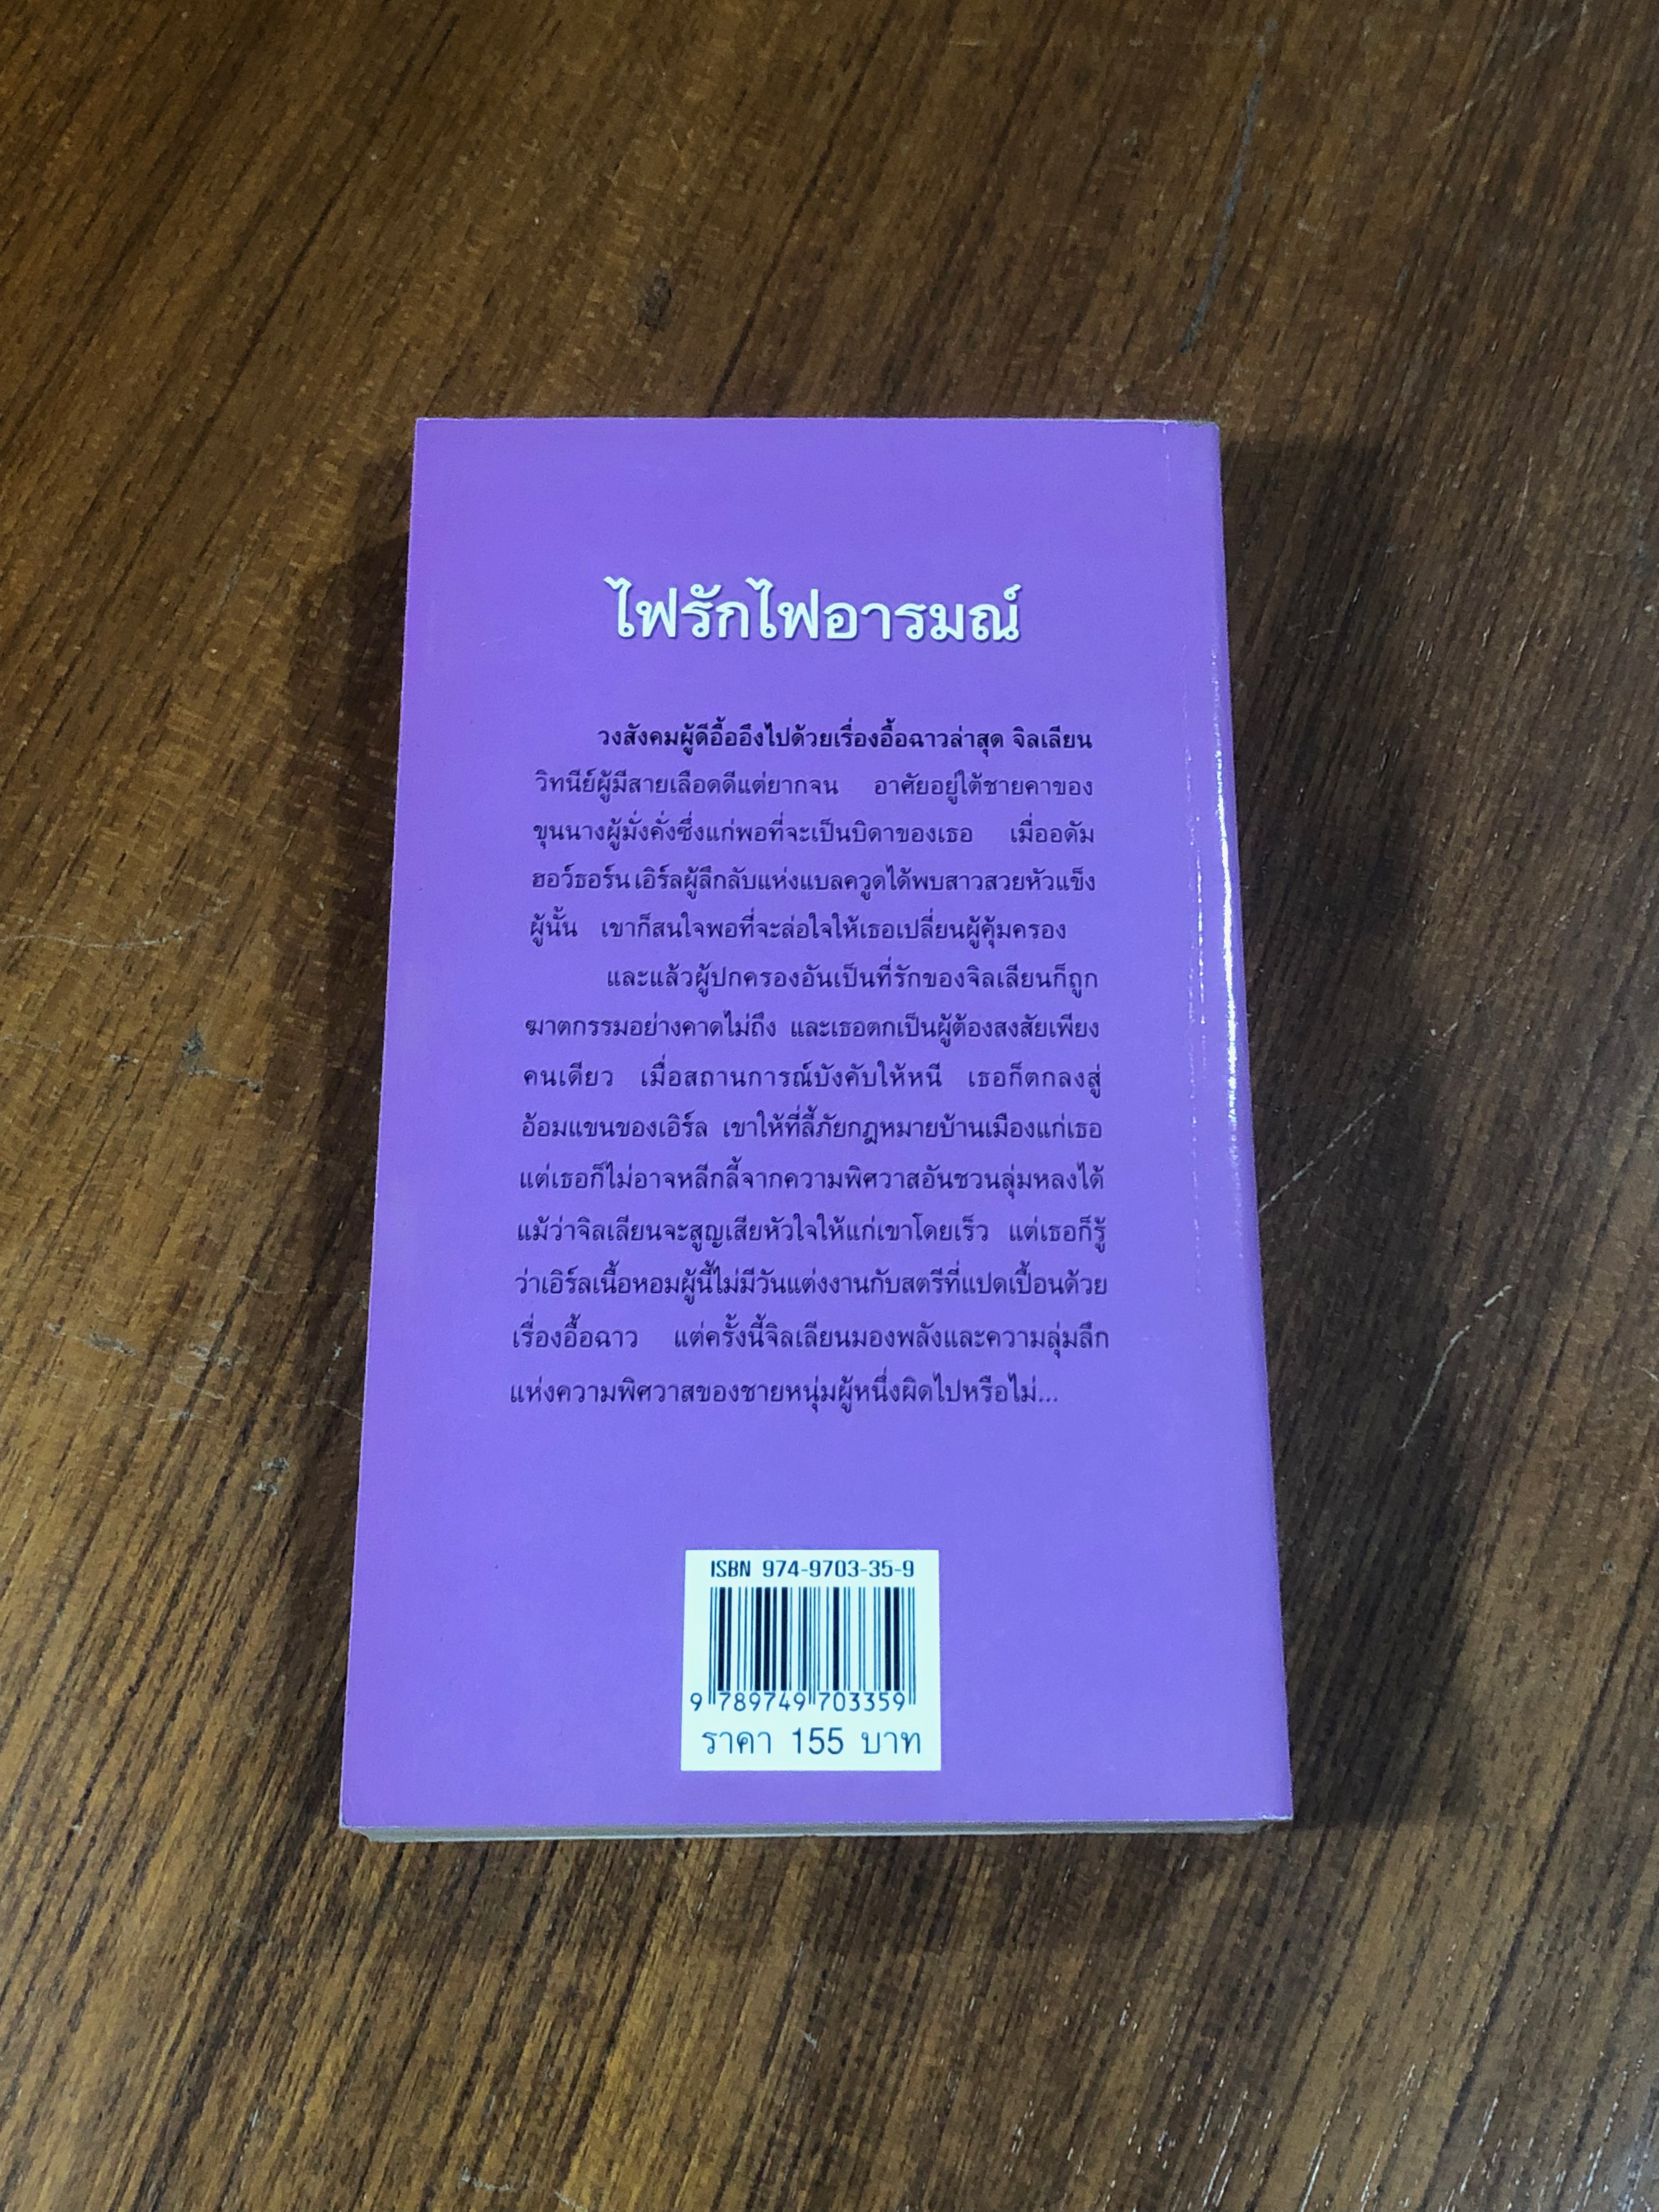 ไฟรักไฟอารมณ์
วงสังคมผู้ดีอื้ออึงไปด้วยเรื่องอื้อฉาวล่าสุด จิลเลียน
วิทนีย์ผู้มีสายเลือดดีแต่ยากจน อาศัยอยู่ใต้ชายคาของ
ขุนนางผู้มั่งคั่งซึ่งแก่พอที่จะเป็นบิดาของเธอ เมื่ออดัม
ฮอว์ธอร์น เอิร์ลผู้ลึกลับแห่งแบลควูดได้พบสาวสวยหัวแข็ง
ผู้นั้น เขาก็สนใจพอที่จะล่อใจให้เธอเปลี่ยนผู้คุ้มครอง
และแล้วผู้ปกครองอันเป็นที่รักของจิลเลียนก็ถูก
ฆาตกรรมอย่างคาดไม่ถึง และเธอตกเป็นผู้ต้องสงสัยเพียง
คนเดียว เมื่อสถานการณ์บังคับให้หนี เธอก็ตกลงสู่
อ้อมแขนของเอิร์ล เขาให้ที่ลี้ภัยกฎหมายบ้านเมืองแก่เธอ
แต่เธอก็ไม่อาจหลีกลี้จากความพิศวาสอันชวนลุ่มหลงได้
แม้ว่าจิลเลียนจะสูญเสียหัวใจให้แก่เขาโดยเร็ว แต่เธอก็รู้
ว่าเอิร์ลเนื้อหอมผู้นี้ไม่มีวันแต่งงานกับสตรีที่แปดเปื้อนด้วย
เรื่องอื้อฉาว แต่ครั้งนี้จิลเลียนมองพลังและความลุ่มลึก
แห่งความพิศวาสของชายหนุ่มผู้หนึ่งผิดไปหรือไม่...
ISBN 974-9703-35-9
9 789749 703359
ราคา 155 บาท